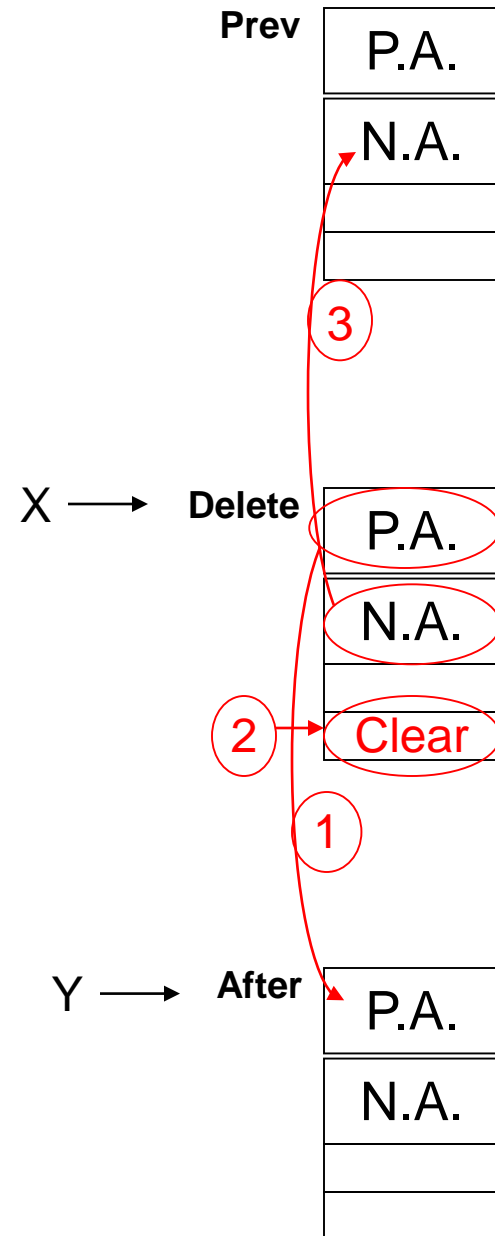 Prev P.A.
N.A.
3
X Delete P.A.
N.A.
2 Clear
1
Y After P.A.
N.A.